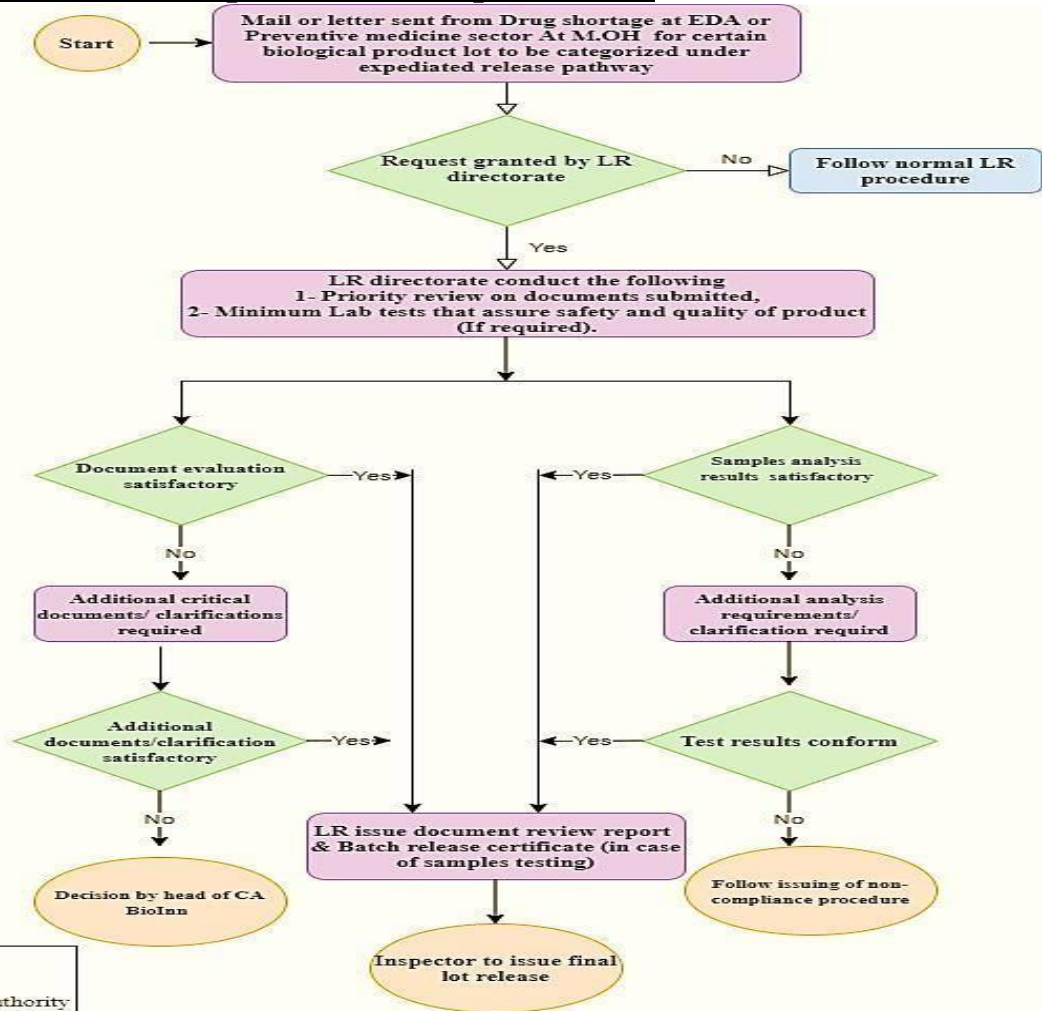 Start
Mail or letter sent from Drug shortage at EDA or
Preventive medicine sector At M.OH for certain
biological product lot to be categorized under
expediated release pathway
Request granted by LR
directorate
No
Follow normal LR
procedure
Yes
LR directorate conduct the following
1- Priority review on documents submitted,
2- Minimum Lab tests that assure safety and quality of product
(If required).
Document evaluation
satisfactory
Yes
Yes
Samples analysis
results satisfactory
No
No
Additional critical
documents/ clarifications
required
Additional analysis
requirements/
clarification requird
Additional
documents/clarification
satisfactory
Yes
Yes
Test results conform
No
No
LR issue document review report
& Batch release certificate (in case
of samples testing)
Decision by head of CA
BioInn
Follow issuing of non-
compliance procedure
Inspector to issue final
lot release